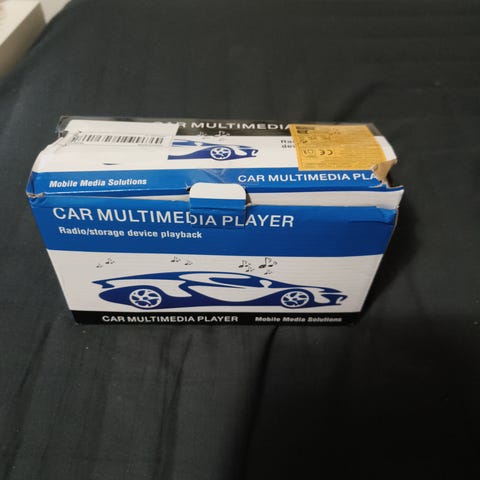 CAR MULTIMEDIA
Mobile Media Solutions
CAR MULTIMEDIA PLA
CAR MULTIMEDIA PLAYER
Radio/storage device playback
CAR MULTIMEDIA PLAYER
Mobile Media Solutions